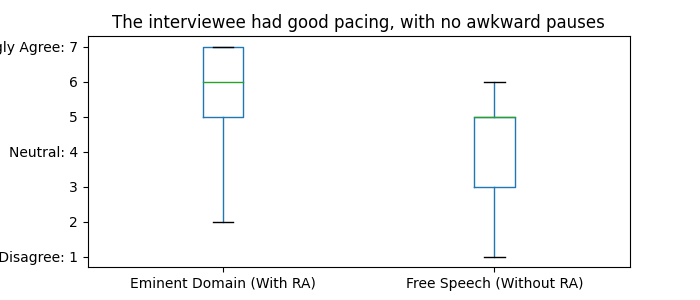 The interviewee had good pacing, with no awkward pauses
Agree: 7
6
5
Neutral: 4
3
2
Disagree: 1
Eminent Domain (With RA)
Free Speech (Without RA)